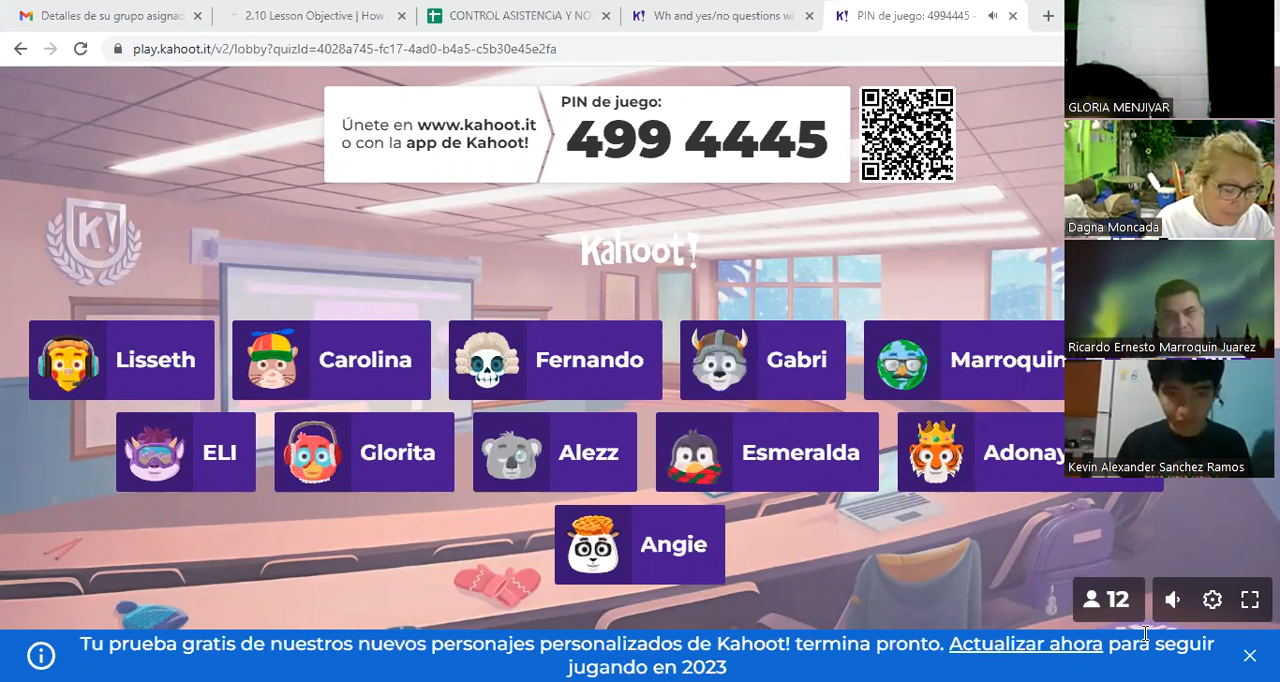 Detalles de su grupo asignad
2.10 Lesson Objective | How
CONTROL ASISTENCIA Y NO
Wh and yes/no questions wi
PIN de juego: 4994445 -
play.kahoot.it/v2/lobby?quizId=4028a745-fc17-4ad0-b4a5-c5b30e45e2fa
Únete en www.kahoot.it
o con la app de Kahoot!
PIN de juego:
499 4445
K!
Kahoot!
Lisseth
Carolina
Fernando
Gabri
Marroquin
ELI
Glorita
Alezz
Esmeralda
Adonay
Angie
GLORIA MENJIVAR
Dagna Moncada
Ricardo Ernesto Marroquin Juarez
Kevin Alexander Sanchez Ramos
12
Tu prueba gratis de nuestros nuevos personajes personalizados de Kahoot! termina pronto. Actualizar ahora para seguir
jugando en 2023